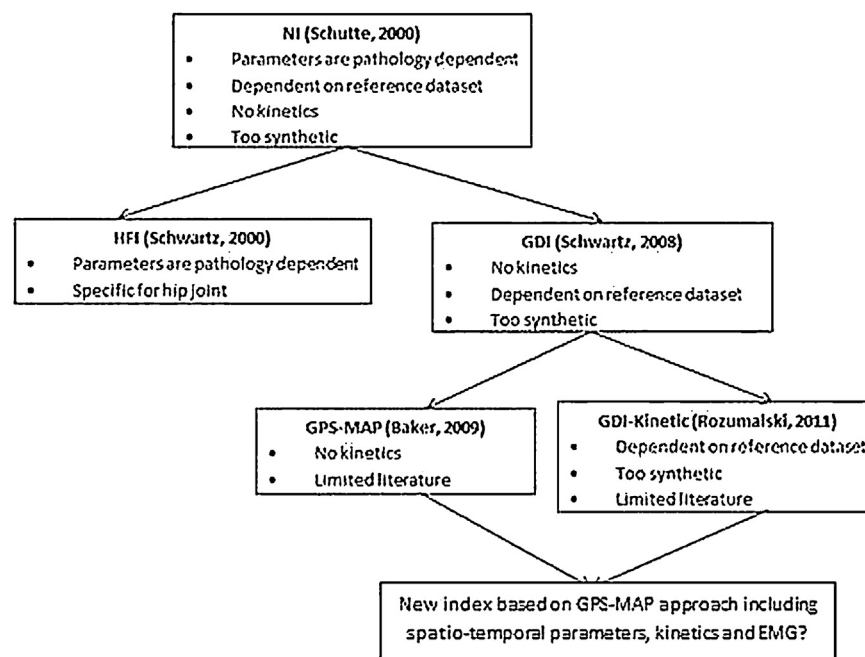 NI (Schutte, 2000)
• Parameters are pathology dependent
• Dependent on reference dataset
• No kinetics
• Too synthetic
HFI (Schwartz, 2000)
• Parameters are pathology dependent
• Specific for hip joint
GDI (Schwartz, 2008)
• No kinetics
• Dependent on reference dataset
• Too synthetic
GPS-MAP (Baker, 2009)
• No kinetics
• Limited literature
GDI-Kinetic (Rozumalski, 2011)
• Dependent on reference dataset
• Too synthetic
• Limited literature
New index based on GPS-MAP approach including
spatio-temporal parameters, kinetics and EMG?